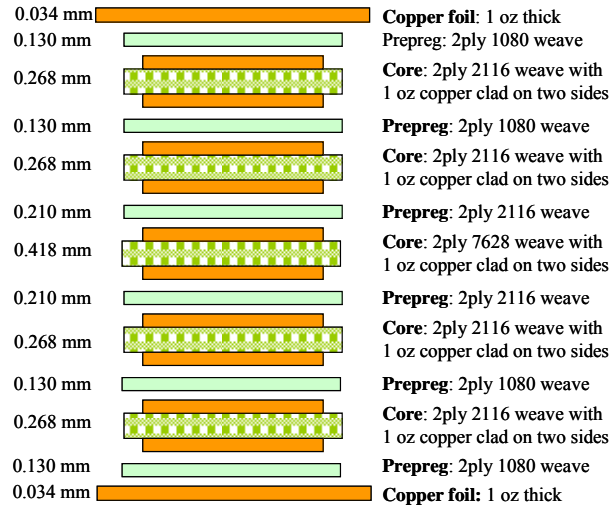 0.034 mm Copper foil: 1 oz thick
0.130 mm Prepreg: 2ply 1080 weave
0.268 mm Core: 2ply 2116 weave with
1 oz copper clad on two sides
0.130 mm Prepreg: 2ply 1080 weave
0.268 mm Core: 2ply 2116 weave with
1 oz copper clad on two sides
0.210 mm Prepreg: 2ply 2116 weave
0.418 mm Core: 2ply 7628 weave with
1 oz copper clad on two sides
0.210 mm Prepreg: 2ply 2116 weave
0.268 mm Core: 2ply 2116 weave with
1 oz copper clad on two sides
0.130 mm Prepreg: 2ply 1080 weave
0.268 mm Core: 2ply 2116 weave with
1 oz copper clad on two sides
0.130 mm Prepreg: 2ply 1080 weave
0.034 mm Copper foil: 1 oz thick